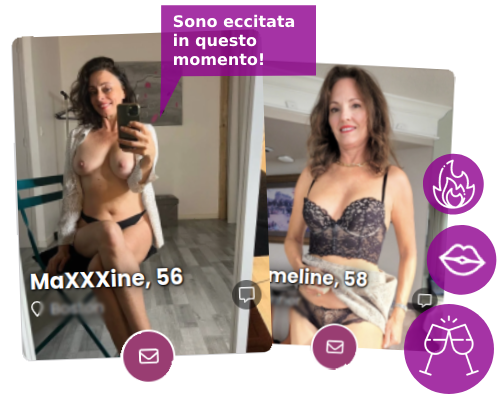 Sono eccitata
in questo
momento!
MaXXXine, 56
meline, 58